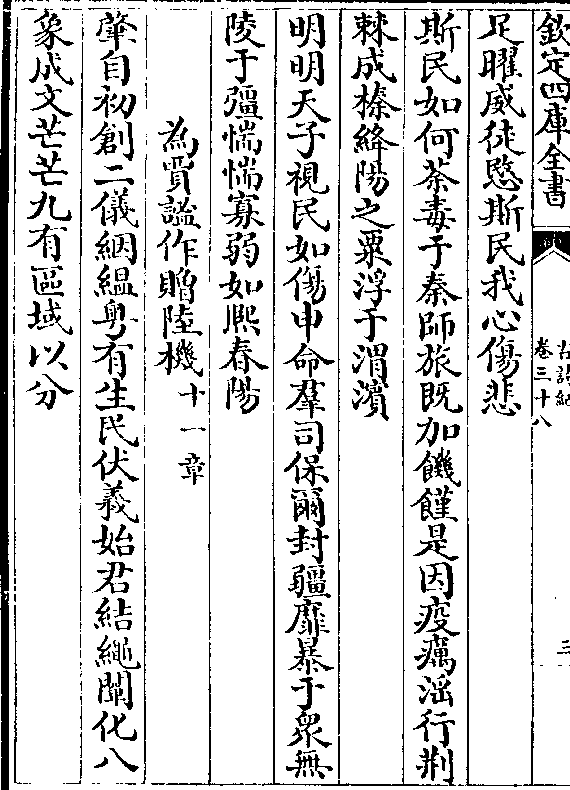 欽定四庫全書
古詩紀
卷三十八
三
足曜威徒愍斯民我心傷悲
斯民如何荼毒于秦師旅既加饑饉是因疫癘淫行荆
棘成榛絳陽之粟浮于渭濱
明明天子視民如傷申命羣司保爾封疆靡暴于衆無
陵于彊惴惴寡弱如熙春陽
為賈謐作贈陸機十一章
肇自初創二儀絪緼粤有生民伏羲始君結繩闡化八
象成文芒芒九有區域以分